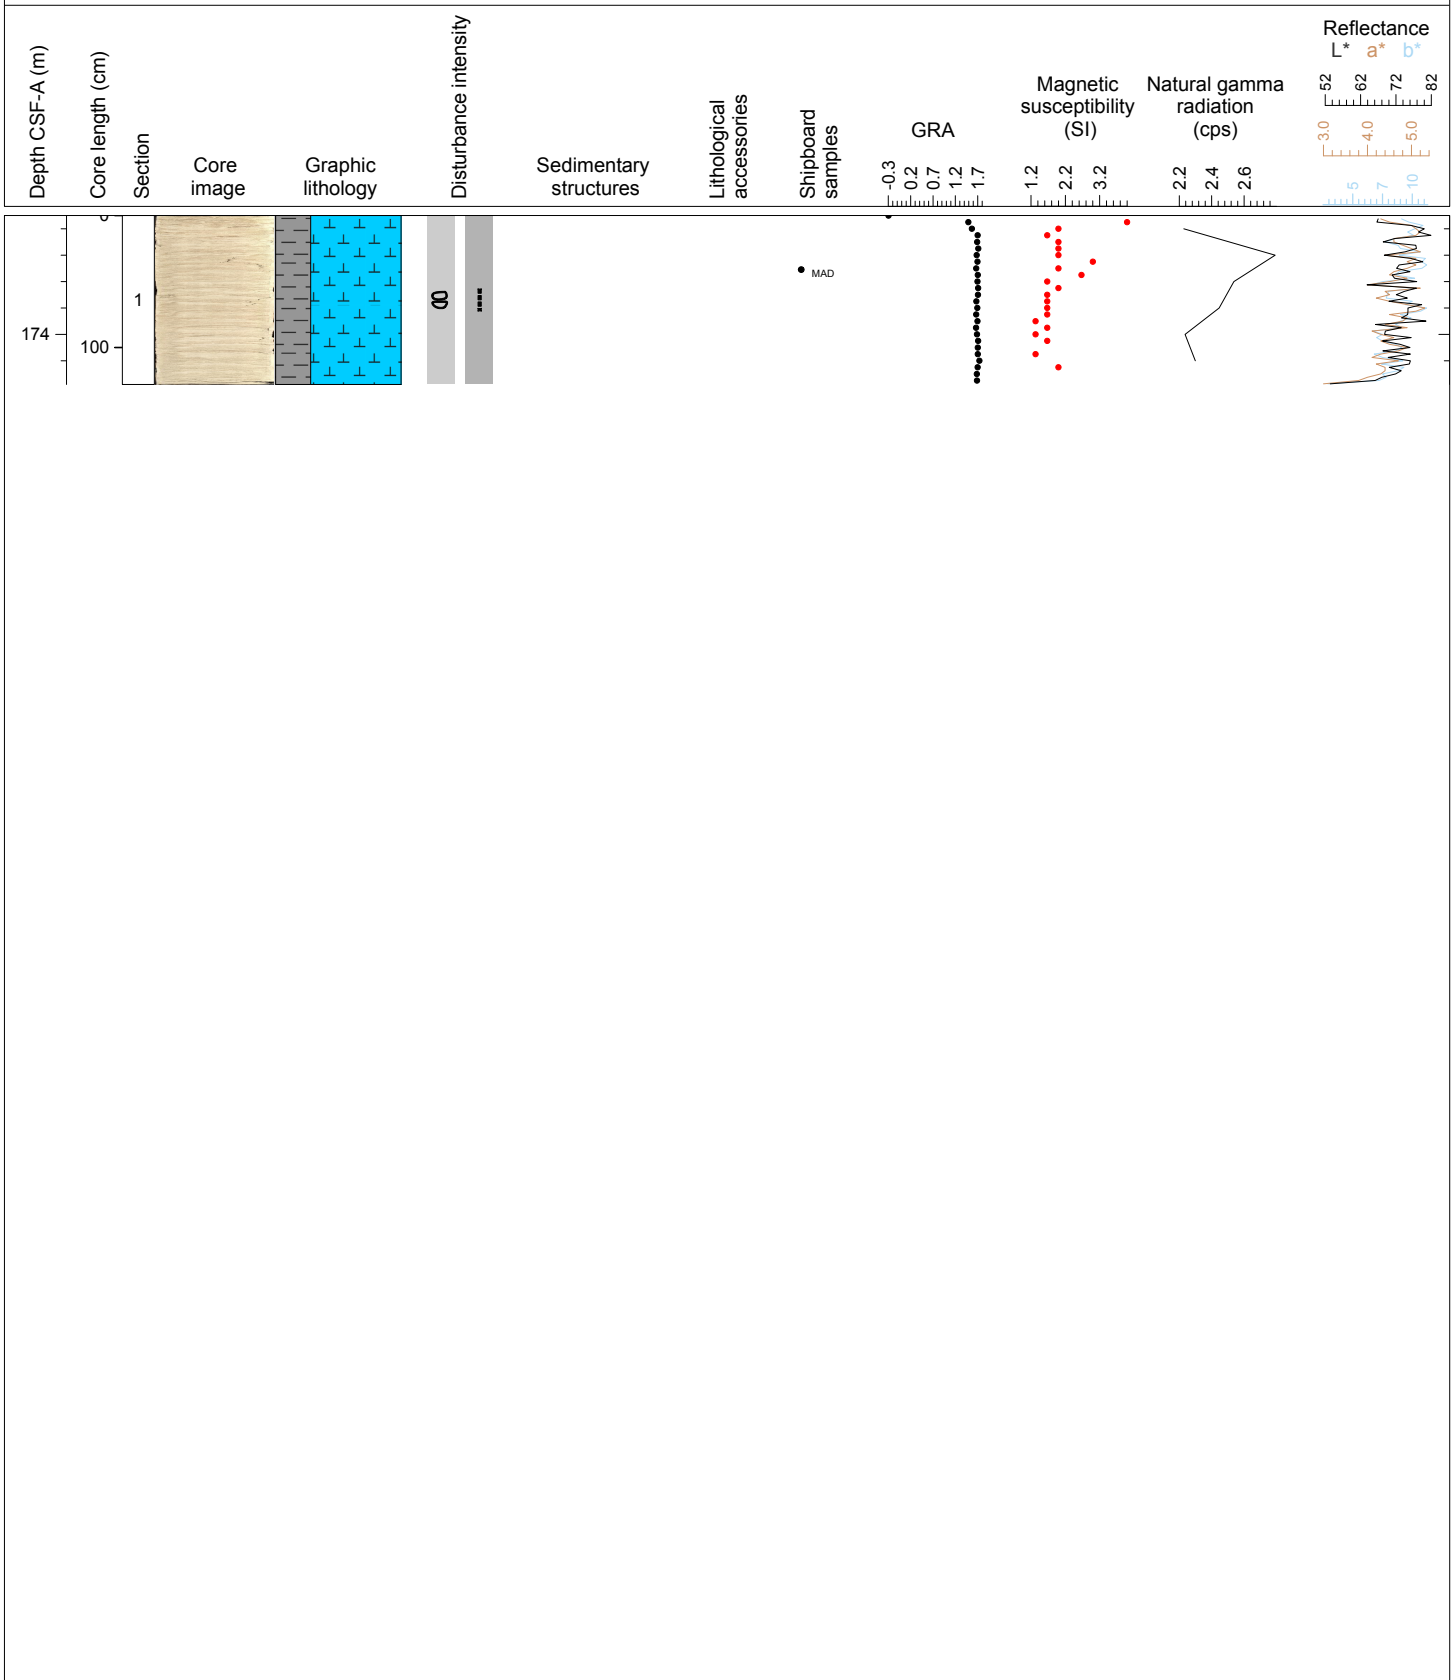 Depth CSF-A (m)
Core length (cm)
Section
Core
image
Graphic
lithology
Disturbance intensity
Sedimentary
structures
Lithological
accessories
Shipboard
samples
GRA
-0.3 0.2 0.7 1.2 1.7
Magnetic
susceptibility
(SI)
1.2 2.2 3.2
Natural gamma
radiation
(cps)
2.2 2.4 2.6
Reflectance
L* a* b*
52 62 72 82
3.0 4.0 5.0
5 7 10
0
MAD
1
174
100